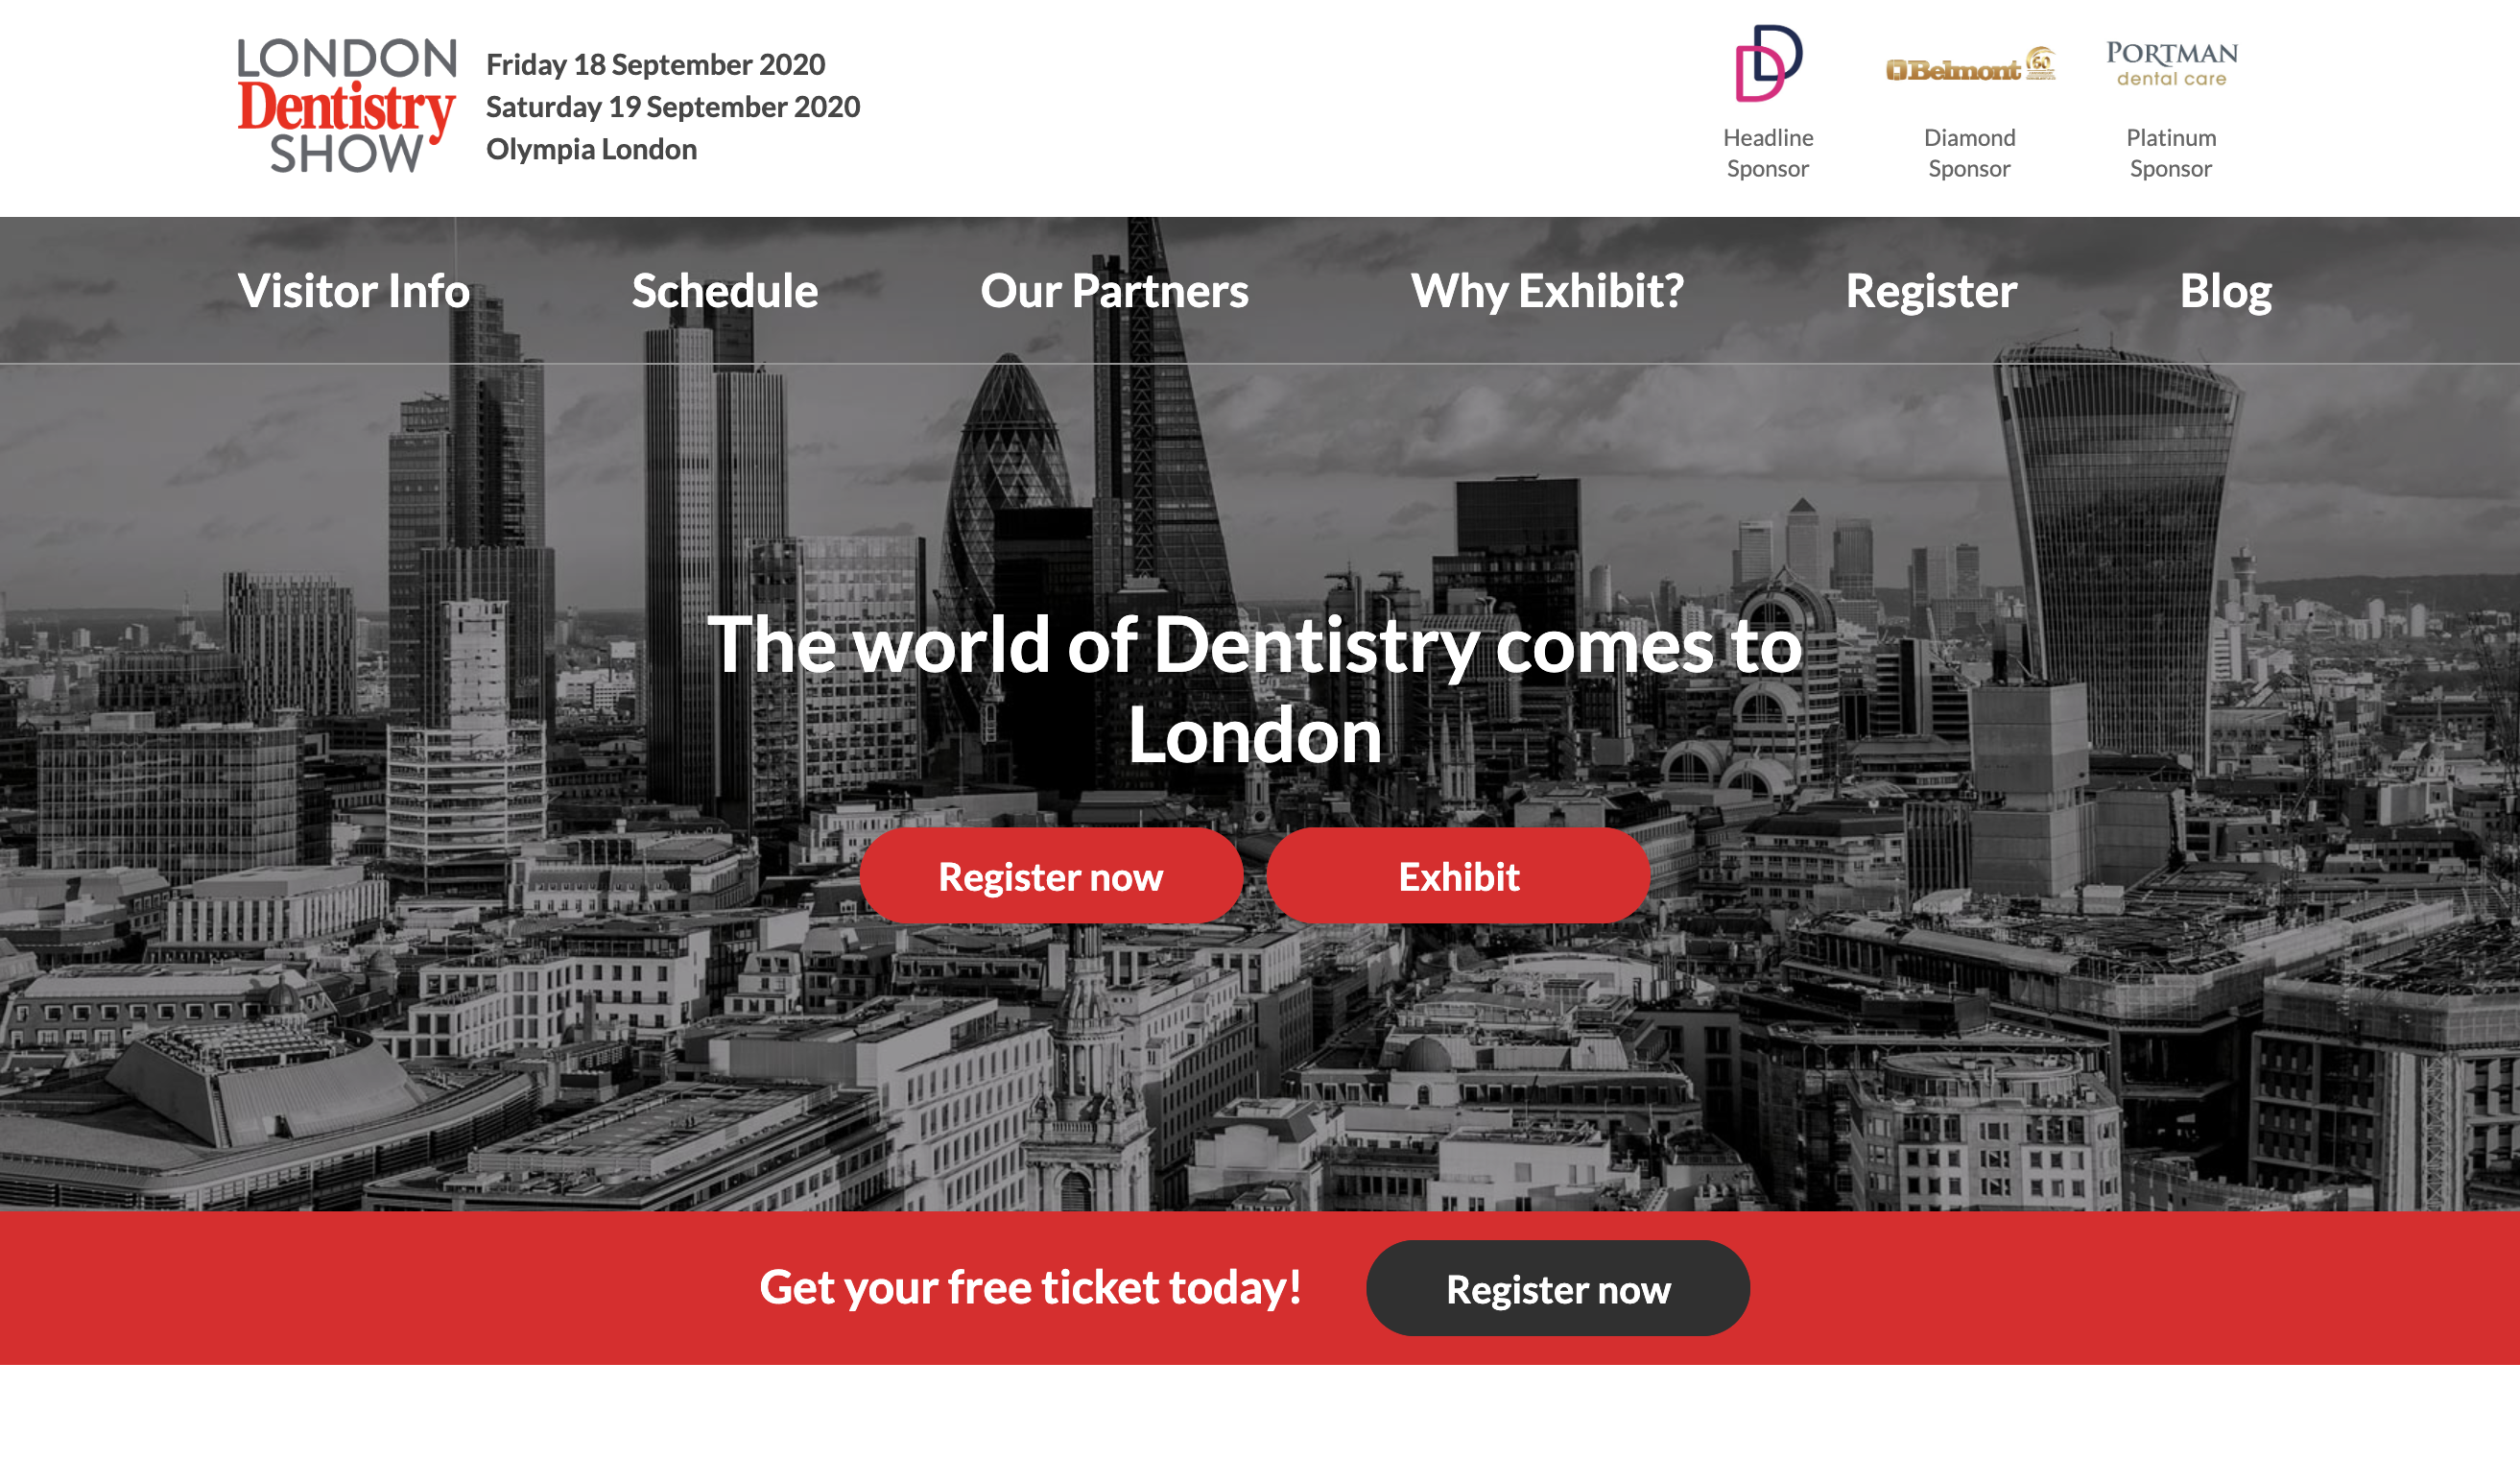 LONDON
Dentistry
SHOW
Friday 18 September 2020
Saturday 19 September 2020
Olympia London
DD
Headline
Sponsor
Belmont
60
Diamond
Sponsor
PORTMAN
dental care
Platinum
Sponsor
Visitor Info
Schedule
Our Partners
Why Exhibit?
Register
Blog
The world of Dentistry comes to
London
Register now
Exhibit
Get your free ticket today!
Register now